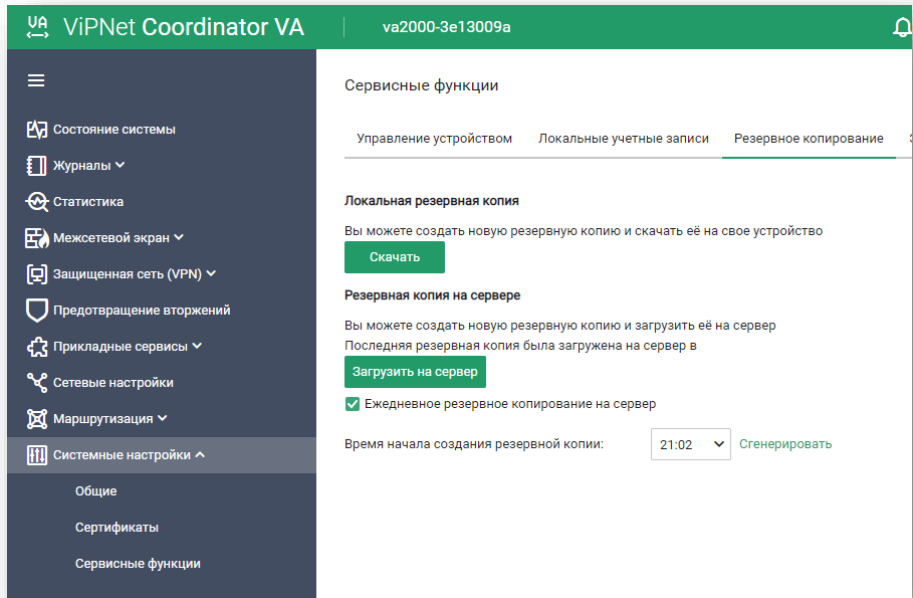 VA ViPNet Coordinator VA va2000-3e13009a
Сервисные функции
Управление устройством Локальные учетные записи Резервное копирование
Состояние системы
Журналы
Статистика
Межсетевой экран
Защищенная сеть (VPN)
Предотвращение вторжений
Прикладные сервисы
Сетевые настройки
Маршрутизация
Системные настройки
Общие
Сертификаты
Сервисные функции
Локальная резервная копия
Вы можете создать новую резервную копию и скачать её на свое устройство
Скачать
Резервная копия на сервере
Вы можете создать новую резервную копию и загрузить её на сервер
Последняя резервная копия была загружена на сервер в
Загрузить на сервер
Ежедневное резервное копирование на сервер
Время начала создания резервной копии: 21:02 Сгенерировать